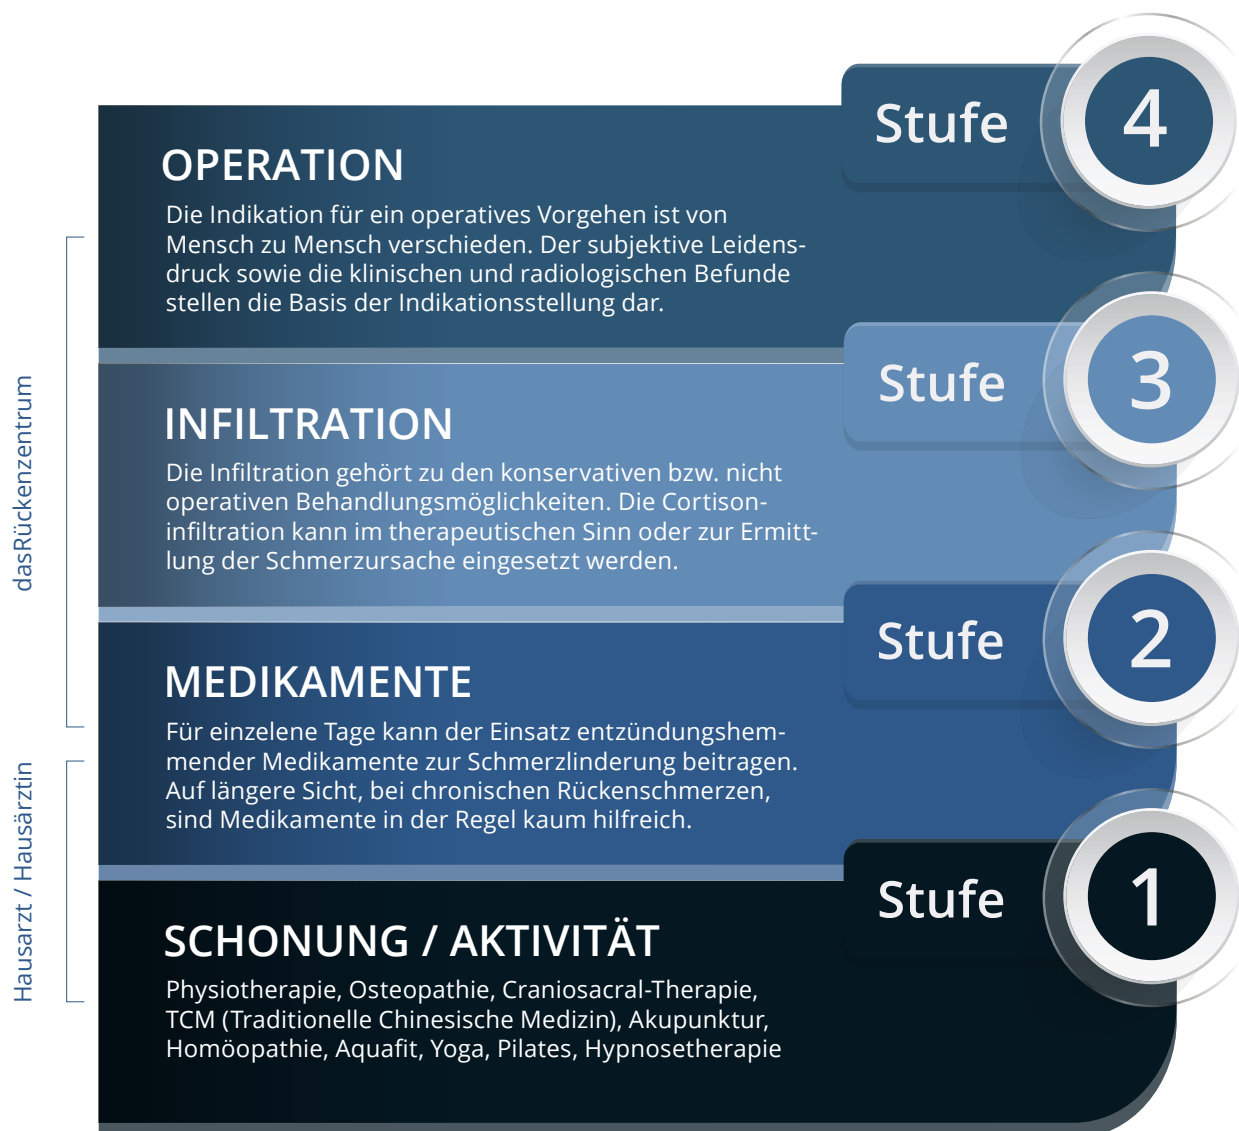 Stufe 4
OPERATION
Die Indikation für ein operatives Vorgehen ist von
Mensch zu Mensch verschieden. Der subjektive Leidens-
druck sowie die klinischen und radiologischen Befunde
stellen die Basis der Indikationsstellung dar.
Stufe 3
INFILTRATION
Die Infiltration gehört zu den konservativen bzw. nicht
operativen Behandlungsmöglichkeiten. Die Cortison-
infiltration kann im therapeutischen Sinn oder zur Ermitt-
lung der Schmerzursache eingesetzt werden.
Stufe 2
MEDIKAMENTE
Für einzelene Tage kann der Einsatz entzündungshem-
mender Medikamente zur Schmerzlinderung beitragen.
Auf längere Sicht, bei chronischen Rückenschmerzen,
sind Medikamente in der Regel kaum hilfreich.
Stufe 1
SCHONUNG / AKTIVITÄT
Physiotherapie, Osteopathie, Craniosacral-Therapie,
TCM (Traditionelle Chinesische Medizin), Akupunktur,
Homöopathie, Aquafit, Yoga, Pilates, Hypnosetherapie
dasRückenzentrum
Hausarzt / Hausärztin